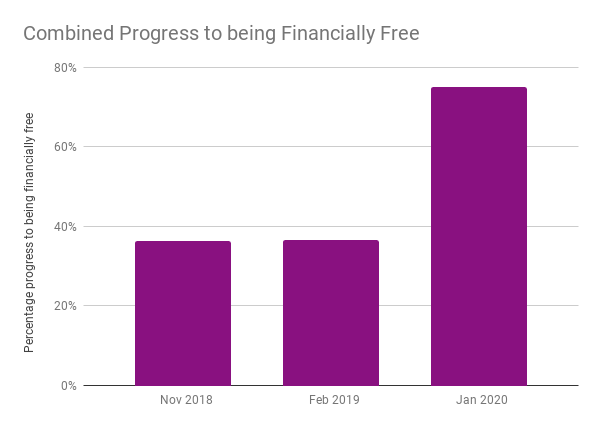 Combined Progress to being Financially Free
Percentage progress to being financially free
80%
60%
40%
20%
0%
Nov 2018
Feb 2019
Jan 2020